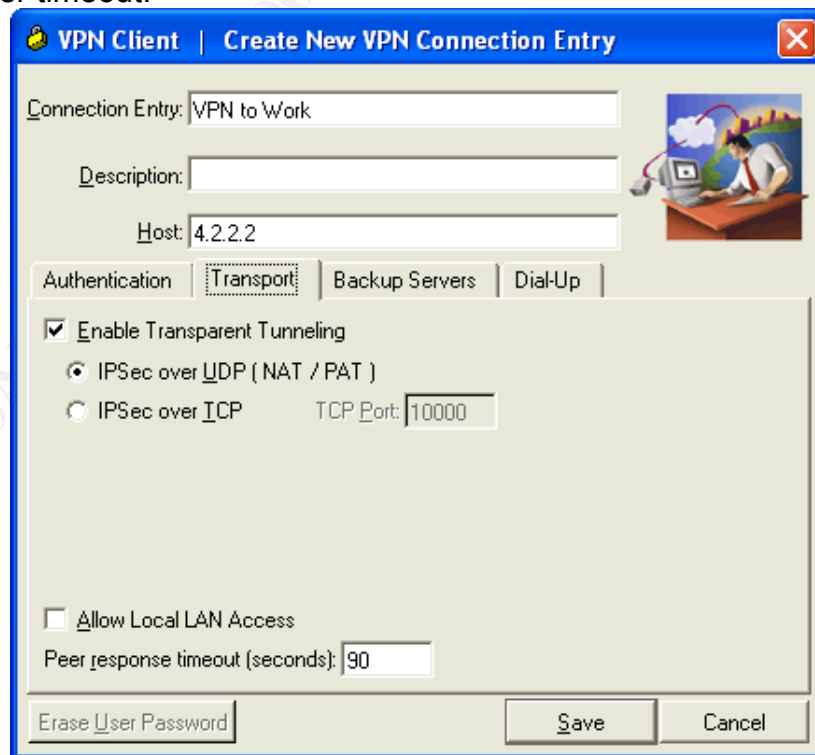 er timeout.
VPN Client | Create New VPN Connection Entry
Connection Entry: VPN to Work
Description:
Host: 4.2.2.2
Authentication Transport Backup Servers Dial-Up
Enable Transparent Tunneling
IPSec over UDP ( NAT / PAT )
IPSec over TCP TCP Port: 10000
Allow Local LAN Access
Peer response timeout (seconds): 90
Erase User Password Save Cancel